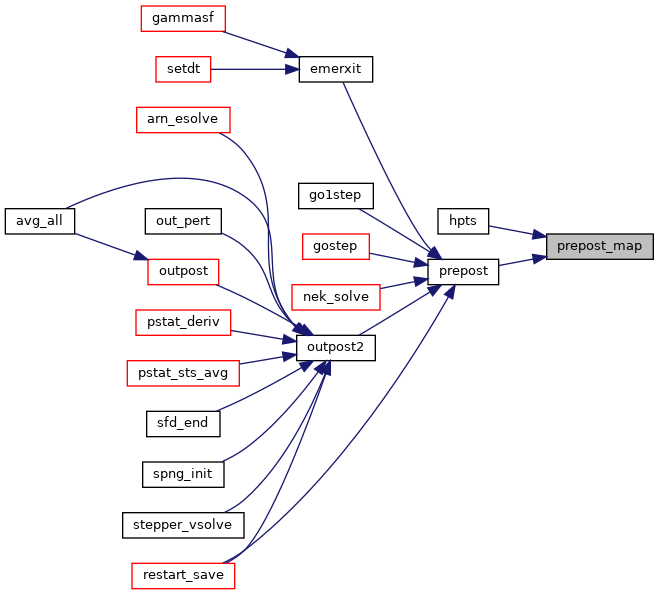 gammasf
setdt
emerxit
arn_esolve
go1step
avg_all
out_pert
hpts
gostep
prepost_map
outpost
prepost
nek_solve
pstat_deriv
outpost2
pstat_sts_avg
sfd_end
spng_init
stepper_vsolve
restart_save